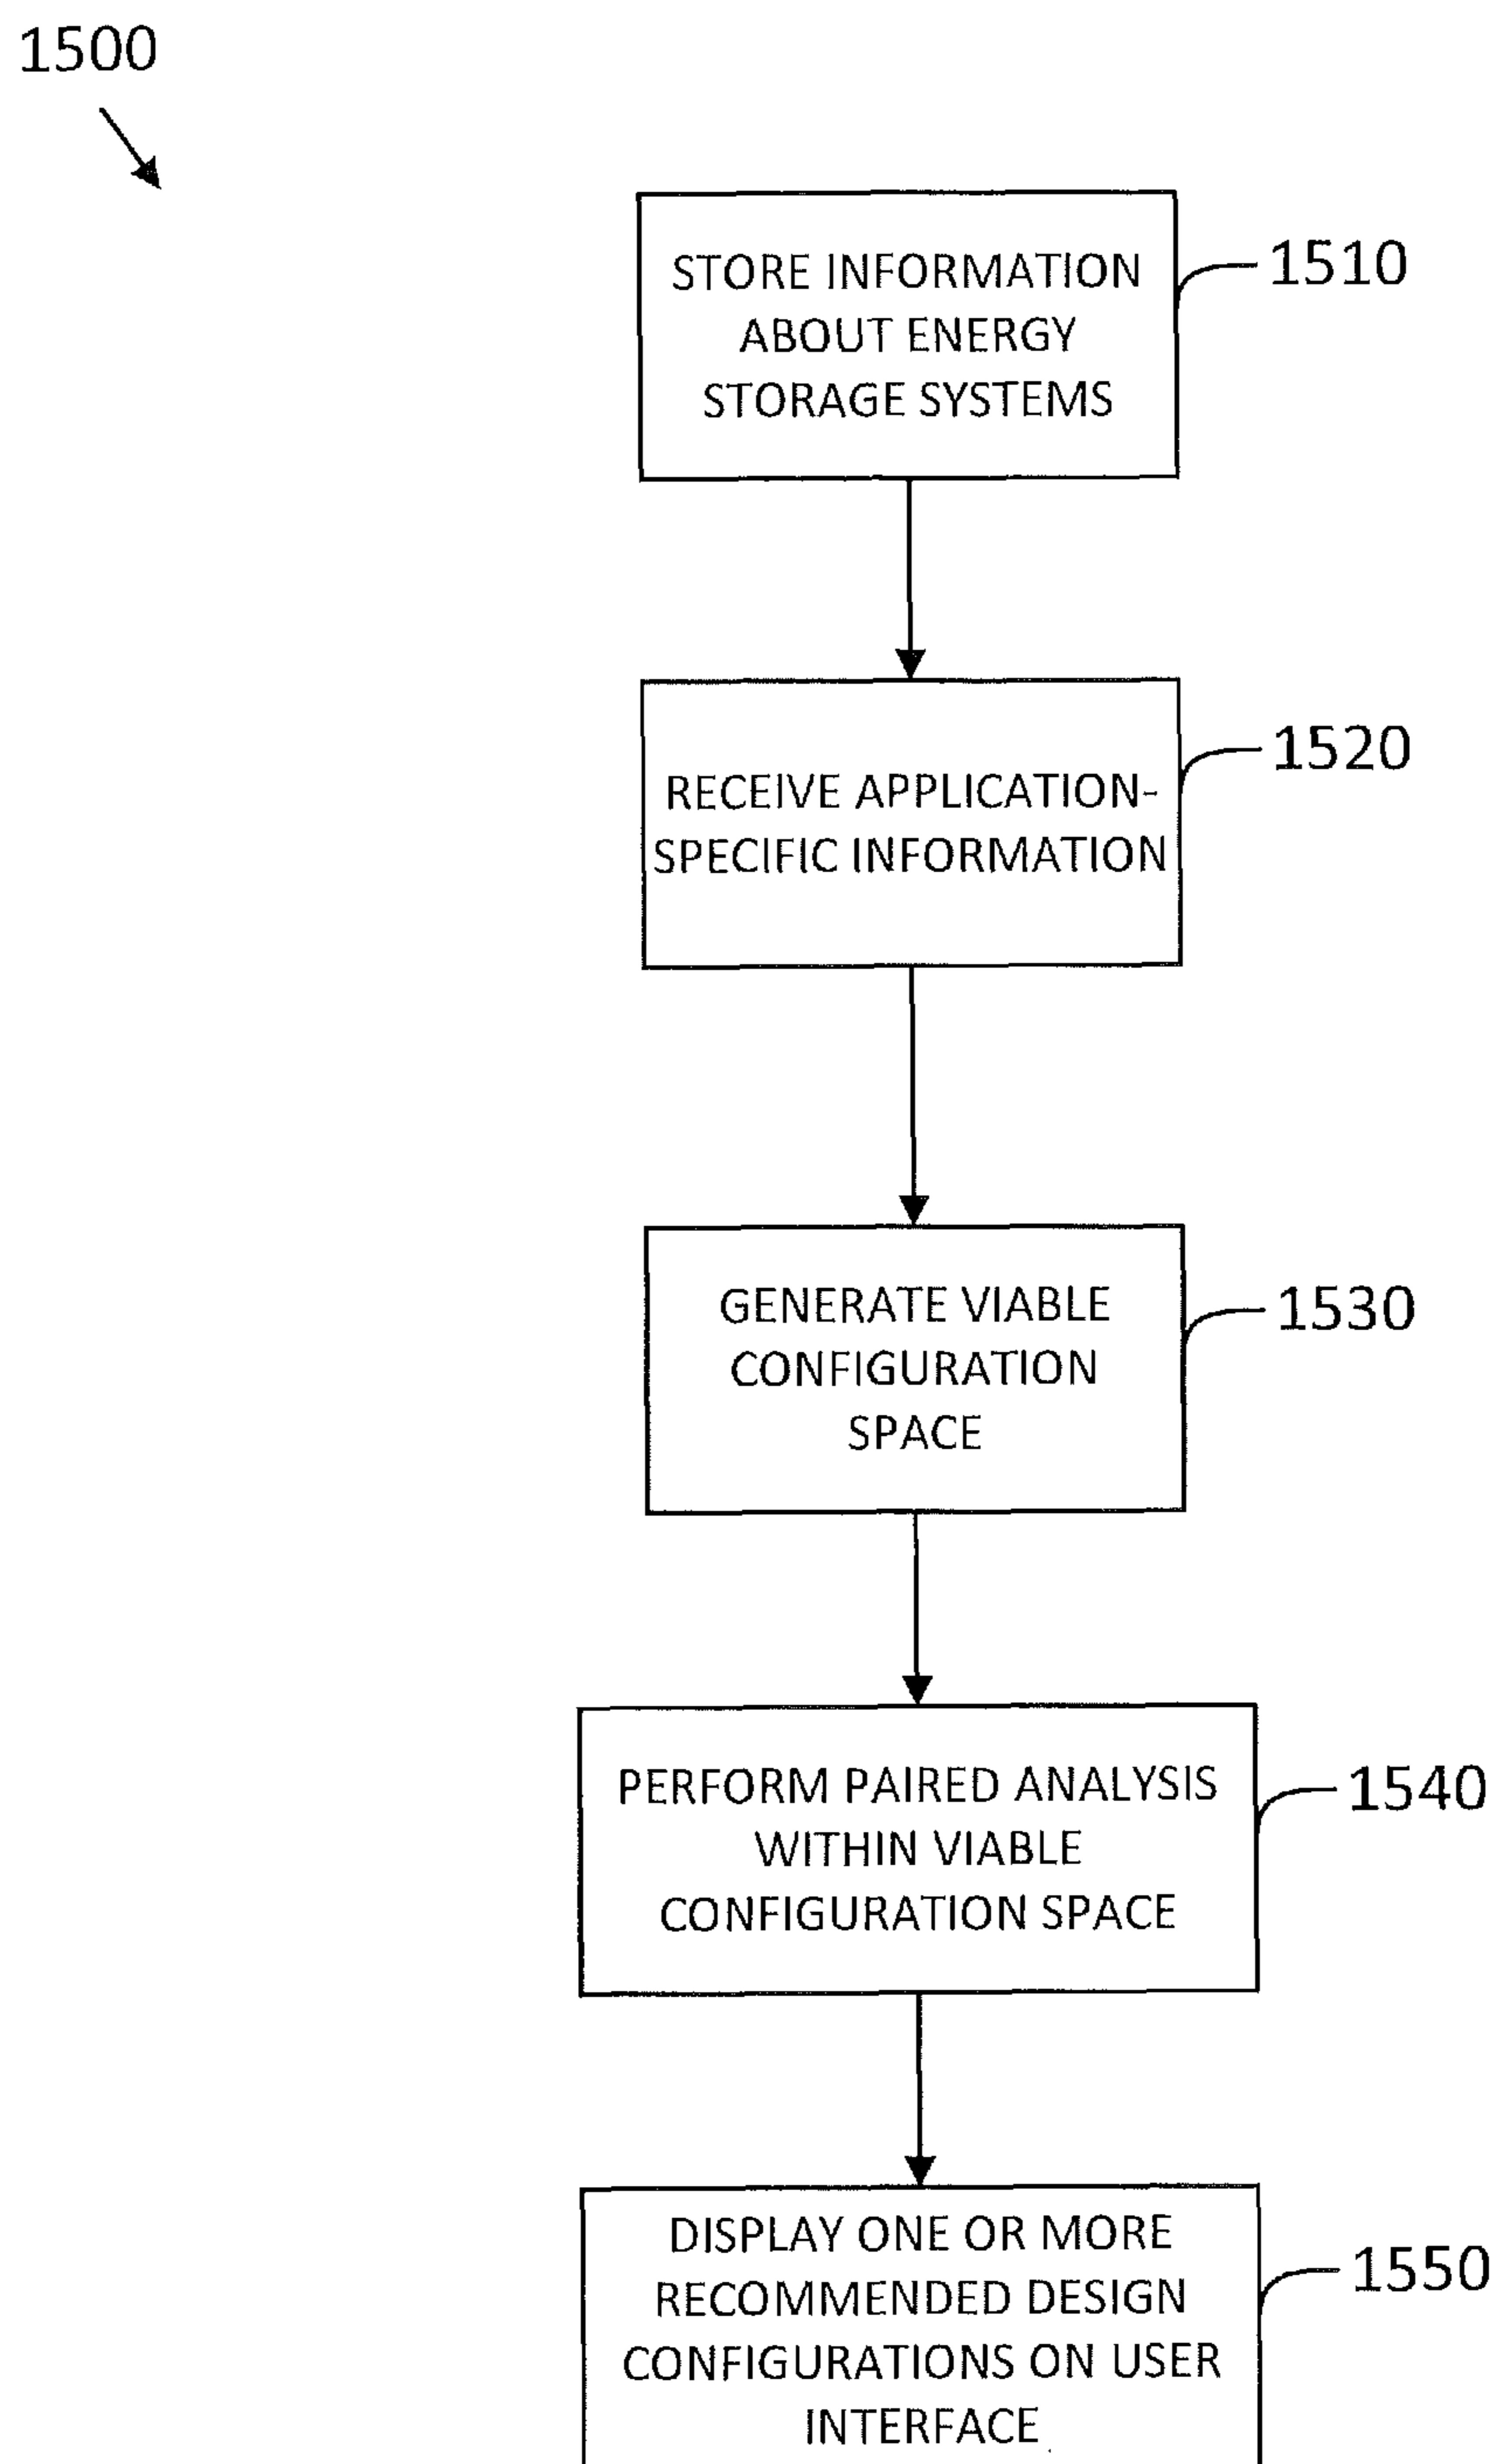 1500
STORE INFORMATION
ABOUT ENERGY
STORAGE SYSTEMS
1510
RECEIVE APPLICATION-
SPECIFIC INFORMATION
1520
GENERATE VIABLE
CONFIGURATION
SPACE
1530
PERFORM PAIRED ANALYSIS
WITHIN VIABLE
CONFIGURATION SPACE
1540
DISPLAY ONE OR MORE
RECOMMENDED DESIGN
CONFIGURATIONS ON USER
INTERFACE
1550